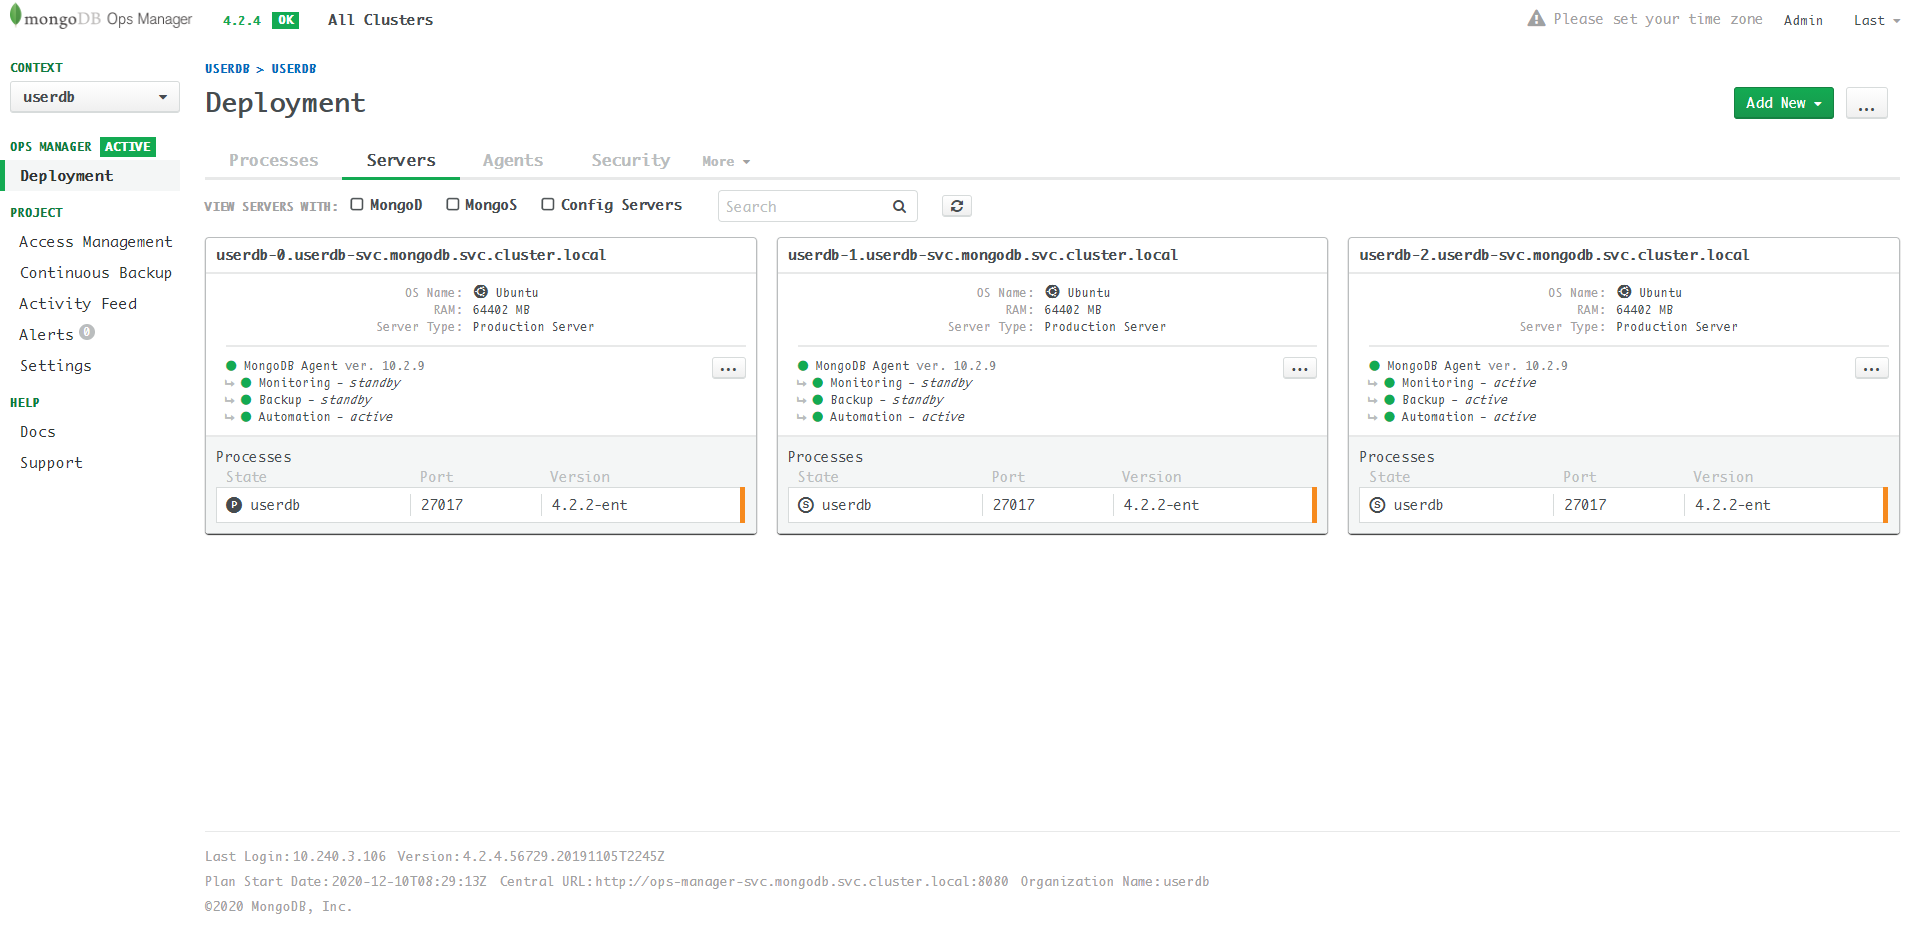 mongoDB Ops Manager 4.2.4 OK All Clusters Please set your time zone Admin Last
CONTEXT
userdb
OPS MANAGER ACTIVE
Deployment
PROJECT
Access Management
Continuous Backup
Activity Feed
Alerts 0
Settings
HELP
Docs
Support
USERDB > USERDB
Deployment
Add New ...
Processes Servers Agents Security More
VIEW SERVERS WITH: MongoD MongoS Config Servers Search
userdb-0.userdb-svc.mongodb.svc.cluster.local
OS Name: Ubuntu
RAM: 64402 MB
Server Type: Production Server
MongoDB Agent ver. 10.2.9 ...
Monitoring - standby
Backup - standby
Automation - active
Processes
State Port Version
P userdb 27017 4.2.2-ent
userdb-1.userdb-svc.mongodb.svc.cluster.local
OS Name: Ubuntu
RAM: 64402 MB
Server Type: Production Server
MongoDB Agent ver. 10.2.9 ...
Monitoring - standby
Backup - standby
Automation - active
Processes
State Port Version
S userdb 27017 4.2.2-ent
userdb-2.userdb-svc.mongodb.svc.cluster.local
OS Name: Ubuntu
RAM: 64402 MB
Server Type: Production Server
MongoDB Agent ver. 10.2.9 ...
Monitoring - active
Backup - active
Automation - active
Processes
State Port Version
S userdb 27017 4.2.2-ent
Last Login:10.240.3.106 Version:4.2.4.56729.20191105T2245Z
Plan Start Date:2020-12-10T08:29:13Z Central URL:http://ops-manager-svc.mongodb.svc.cluster.local:8080 Organization Name:userdb
©2020 MongoDB, Inc.